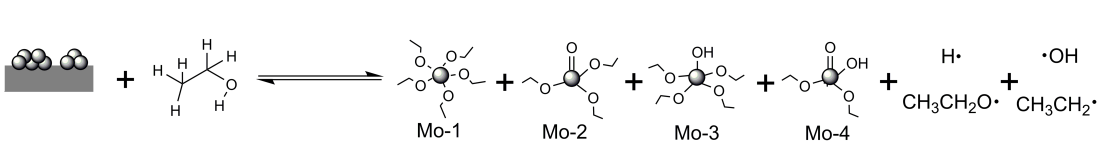 H
H
H
H
O
H
H
+
O
O
O
O
O
Mo-1
+
O
O
O
O
Mo-2
+
OH
O
O
O
O
Mo-3
+
O
OH
O
O
Mo-4
+
H•
CH3CH2O•
+
•OH
CH3CH2•